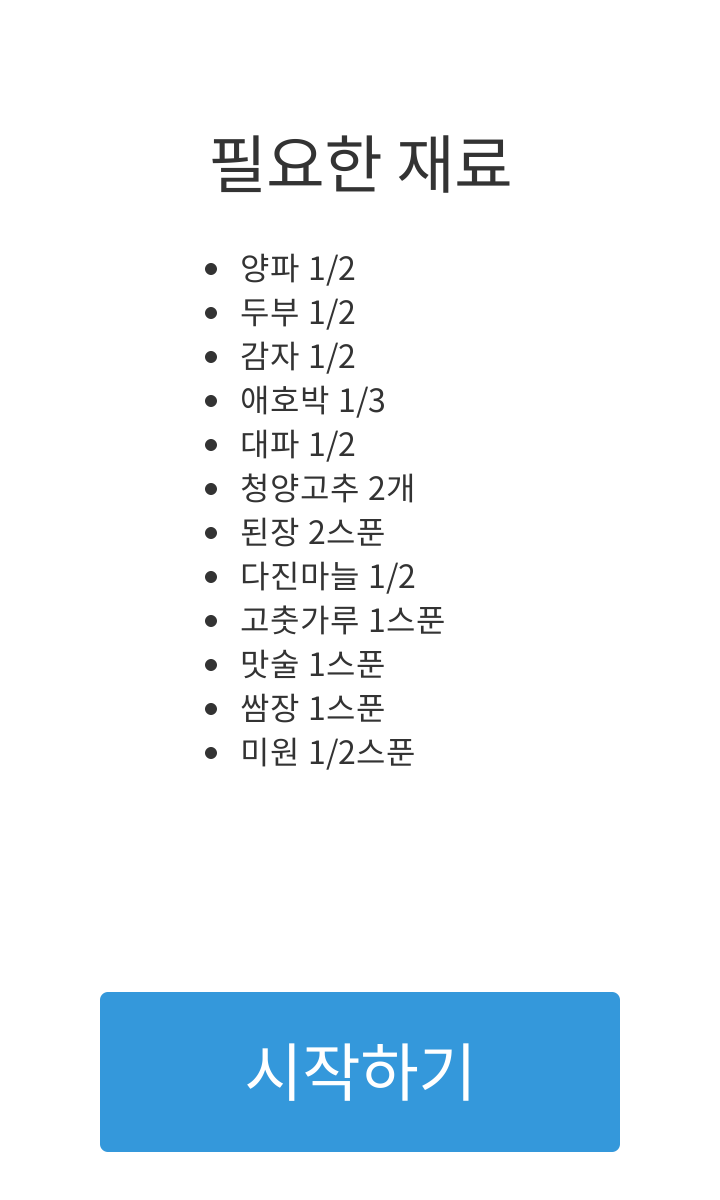 필요한 재료
양파 1/2
두부 1/2
감자 1/2
애호박 1/3
대파 1/2
청양고추 2개
된장 2스푼
다진마늘 1/2
고춧가루 1스푼
맛술 1스푼
쌈장 1스푼
미원 1/2스푼
시작하기